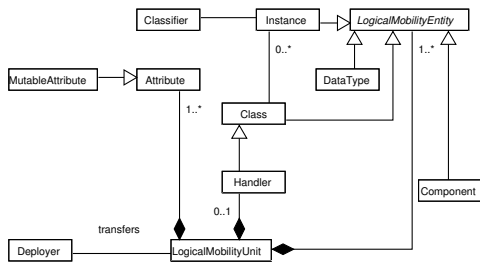 Classifier
Instance
LogicalMobilityEntity
0..*
1..*
MutableAttribute
Attribute
DataType
1..*
Class
Handler
Component
0..1
transfers
Deployer
LogicalMobilityUnit